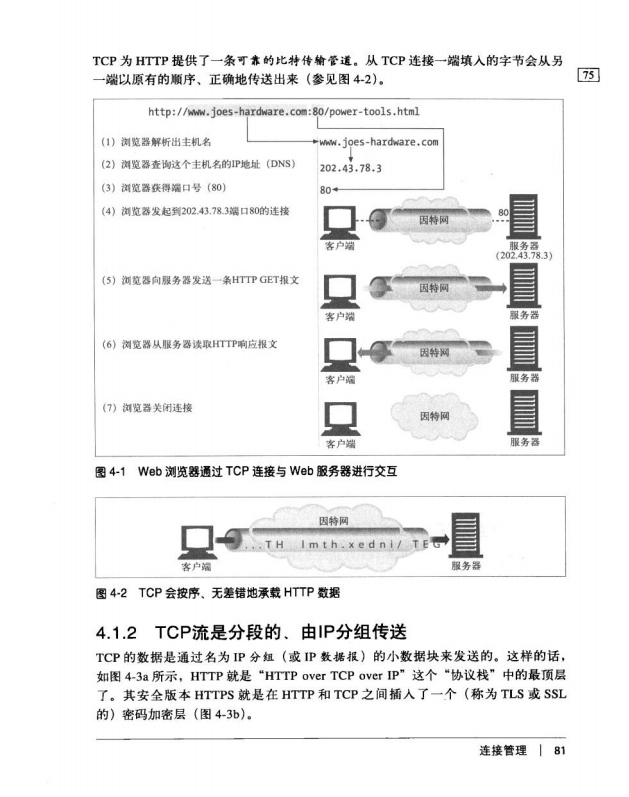 TCP 为 HTTP 提供了一条可靠的比特传输管道。从 TCP 连接一端填入的字节会从另
一端以原有的顺序、正确地传送出来（参见图 4-2）。
75
http://www.joes-hardware.com:80/power-tools.html
(1) 浏览器解析出主机名
www.joes-hardware.com
(2) 浏览器查询这个主机名的IP地址（DNS）
202.43.78.3
(3) 浏览器获得端口号（80）
80
(4) 浏览器发起到202.43.78.3端口80的连接
因特网
80
客户端
服务器
(202.43.78.3)
(5) 浏览器向服务器发送一条HTTP GET报文
因特网
客户端
服务器
(6) 浏览器从服务器读取HTTP响应报文
因特网
客户端
服务器
(7) 浏览器关闭连接
因特网
客户端
服务器
图 4-1 Web 浏览器通过 TCP 连接与 Web 服务器进行交互
因特网
...TH lmth.xedni/ TEG
客户端
服务器
图 4-2 TCP 会按序、无差错地承载 HTTP 数据
4.1.2 TCP流是分段的、由IP分组传送
TCP 的数据是通过名为 IP 分组（或 IP 数据报）的小数据块来发送的。这样的话，
如图 4-3a 所示，HTTP 就是“HTTP over TCP over IP”这个“协议栈”中的最顶层
了。其安全版本 HTTPS 就是在 HTTP 和 TCP 之间插入了一个（称为 TLS 或 SSL
的）密码加密层（图 4-3b）。
连接管理 | 81